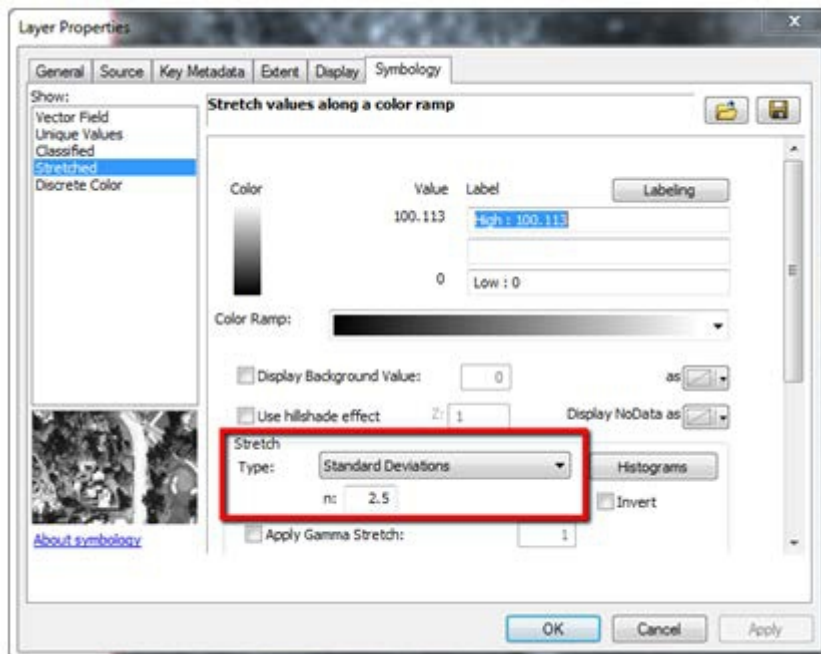 Layer Properties
x
General Source Key Metadata Extent Display Symbology
Show:
Vector Field
Unique Values
Classified
Stretched
Discrete Color
Stretch values along a color ramp
Color Value Label Labeling
100.113 High : 100.113
0 Low : 0
Color Ramp:
Display Background Value: 0 as
Use hillshade effect Z: 1 Display NoData as
Stretch
Type: Standard Deviations Histograms
n: 2.5 Invert
Apply Gamma Stretch: 1
About symbology
OK Cancel Apply